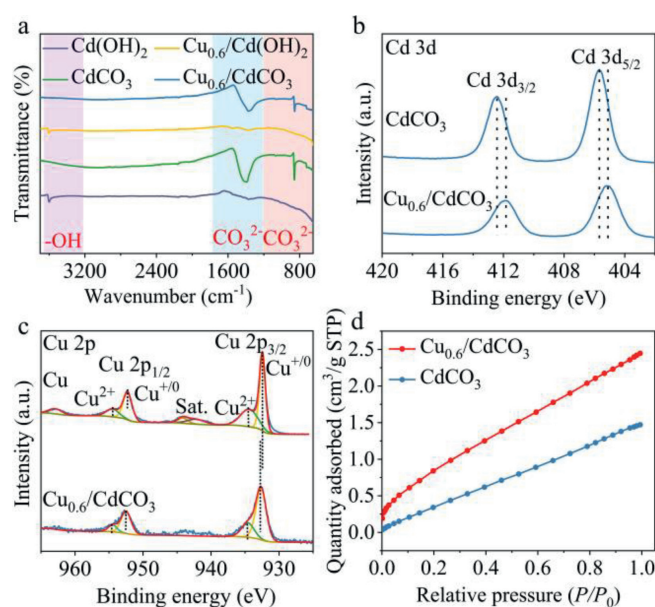 a
Cd(OH)2 Cu0.6/Cd(OH)2
CdCO3 Cu0.6/CdCO3
Transmittance (%)
-OH CO3 2- CO3 2-
3200 2400 1600 800
Wavenumber (cm-1)
b
Cd 3d
Cd 3d5/2
Cd 3d3/2
CdCO3
Cu0.6/CdCO3
Intensity (a.u.)
420 416 412 408 404
Binding energy (eV)
c
Cu 2p Cu 2p3/2
Cu Cu 2p1/2 Cu+/0
Cu2+ Cu+/0
Sat. Cu2+
Cu0.6/CdCO3
Intensity (a.u.)
960 950 940 930
Binding energy (eV)
d
Cu0.6/CdCO3
CdCO3
Quantity adsorbed (cm3/g STP)
2.5
2.0
1.5
1.0
0.5
0.0
0.0 0.2 0.4 0.6 0.8 1.0
Relative pressure (P/P0)